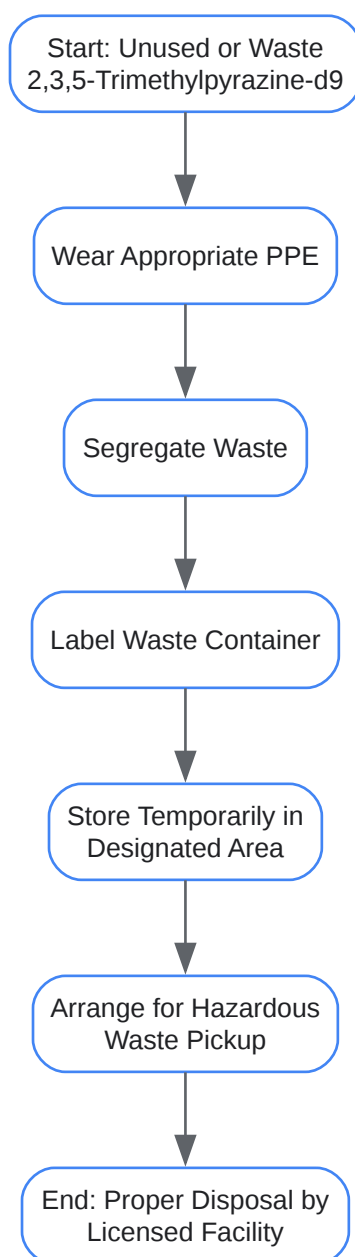 Start: Unused or Waste
2,3,5-Trimethylpyrazine-d9
Wear Appropriate PPE
Segregate Waste
Label Waste Container
Store Temporarily in
Designated Area
Arrange for Hazardous
Waste Pickup
End: Proper Disposal by
Licensed Facility